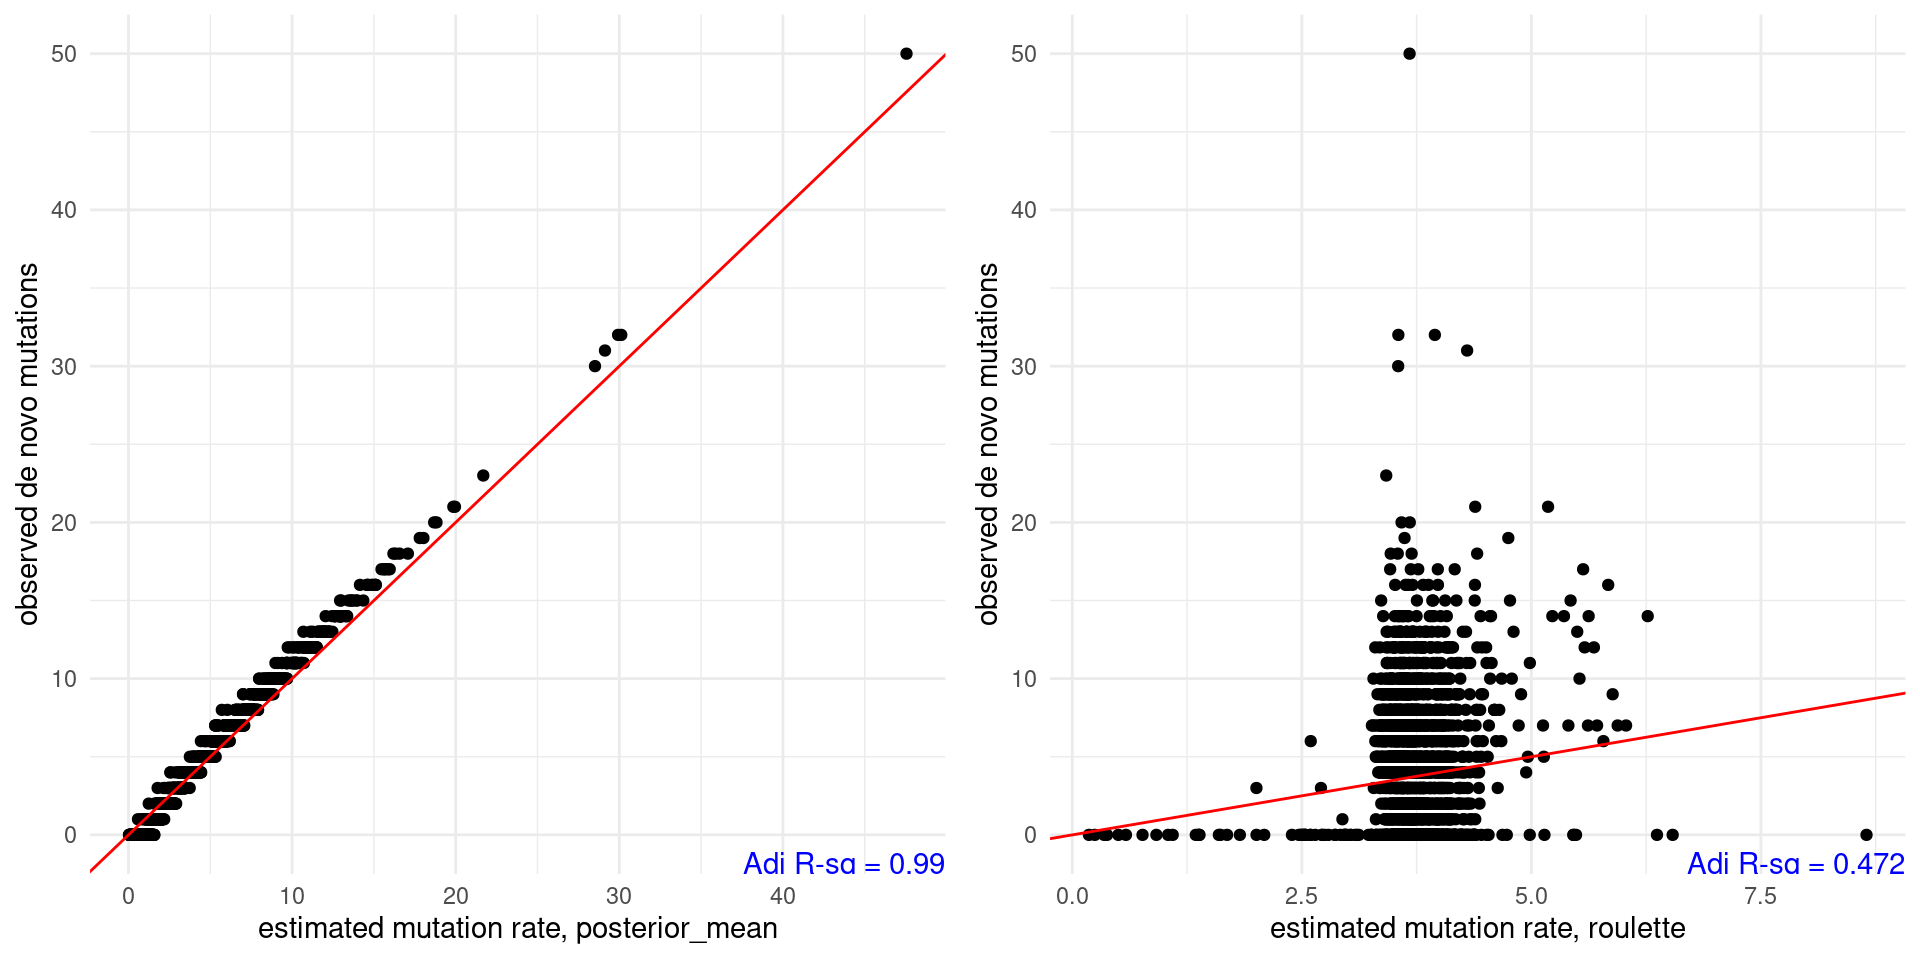 50
40
30
20
10
0
observed de novo mutations
Adj R-sq = 0.99
0 10 20 30 40
estimated mutation rate, posterior_mean
50
40
30
20
10
0
observed de novo mutations
Adj R-sq = 0.472
0.0 2.5 5.0 7.5
estimated mutation rate, roulette